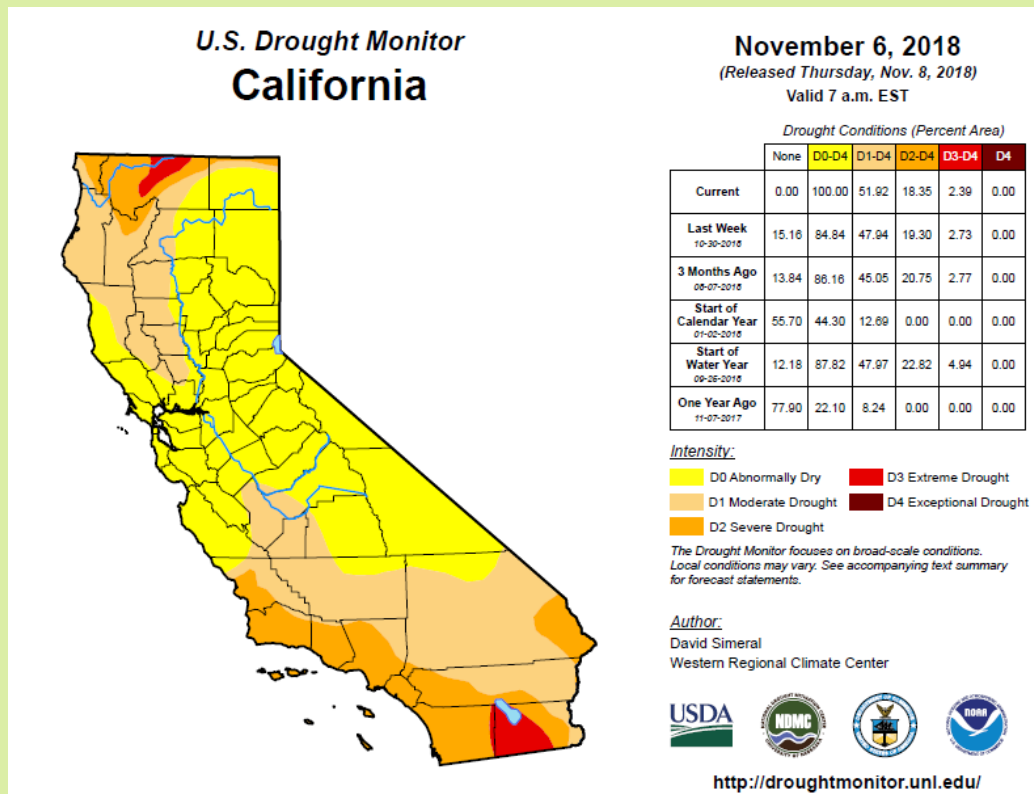 U.S. Drought Monitor
California
November 6, 2018
(Released Thursday, Nov. 8, 2018)
Valid 7 a.m. EST
Drought Conditions (Percent Area)
None D0-D4 D1-D4 D2-D4 D3-D4 D4
Current 0.00 100.00 51.92 18.35 2.39 0.00
Last Week 15.16 84.84 47.94 19.30 2.73 0.00
10-30-2018
3 Months Ago 13.84 86.16 45.05 20.75 2.77 0.00
08-07-2018
Start of
Calendar Year 55.70 44.30 12.69 0.00 0.00 0.00
01-02-2018
Start of
Water Year 12.18 87.82 47.97 22.82 4.94 0.00
09-25-2018
One Year Ago 77.90 22.10 8.24 0.00 0.00 0.00
11-07-2017
Intensity:
D0 Abnormally Dry
D1 Moderate Drought
D2 Severe Drought
D3 Extreme Drought
D4 Exceptional Drought
The Drought Monitor focuses on broad-scale conditions.
Local conditions may vary. See accompanying text summary
for forecast statements.
Author:
David Simeral
Western Regional Climate Center
USDA
NDMC
NOAA
http://droughtmonitor.unl.edu/